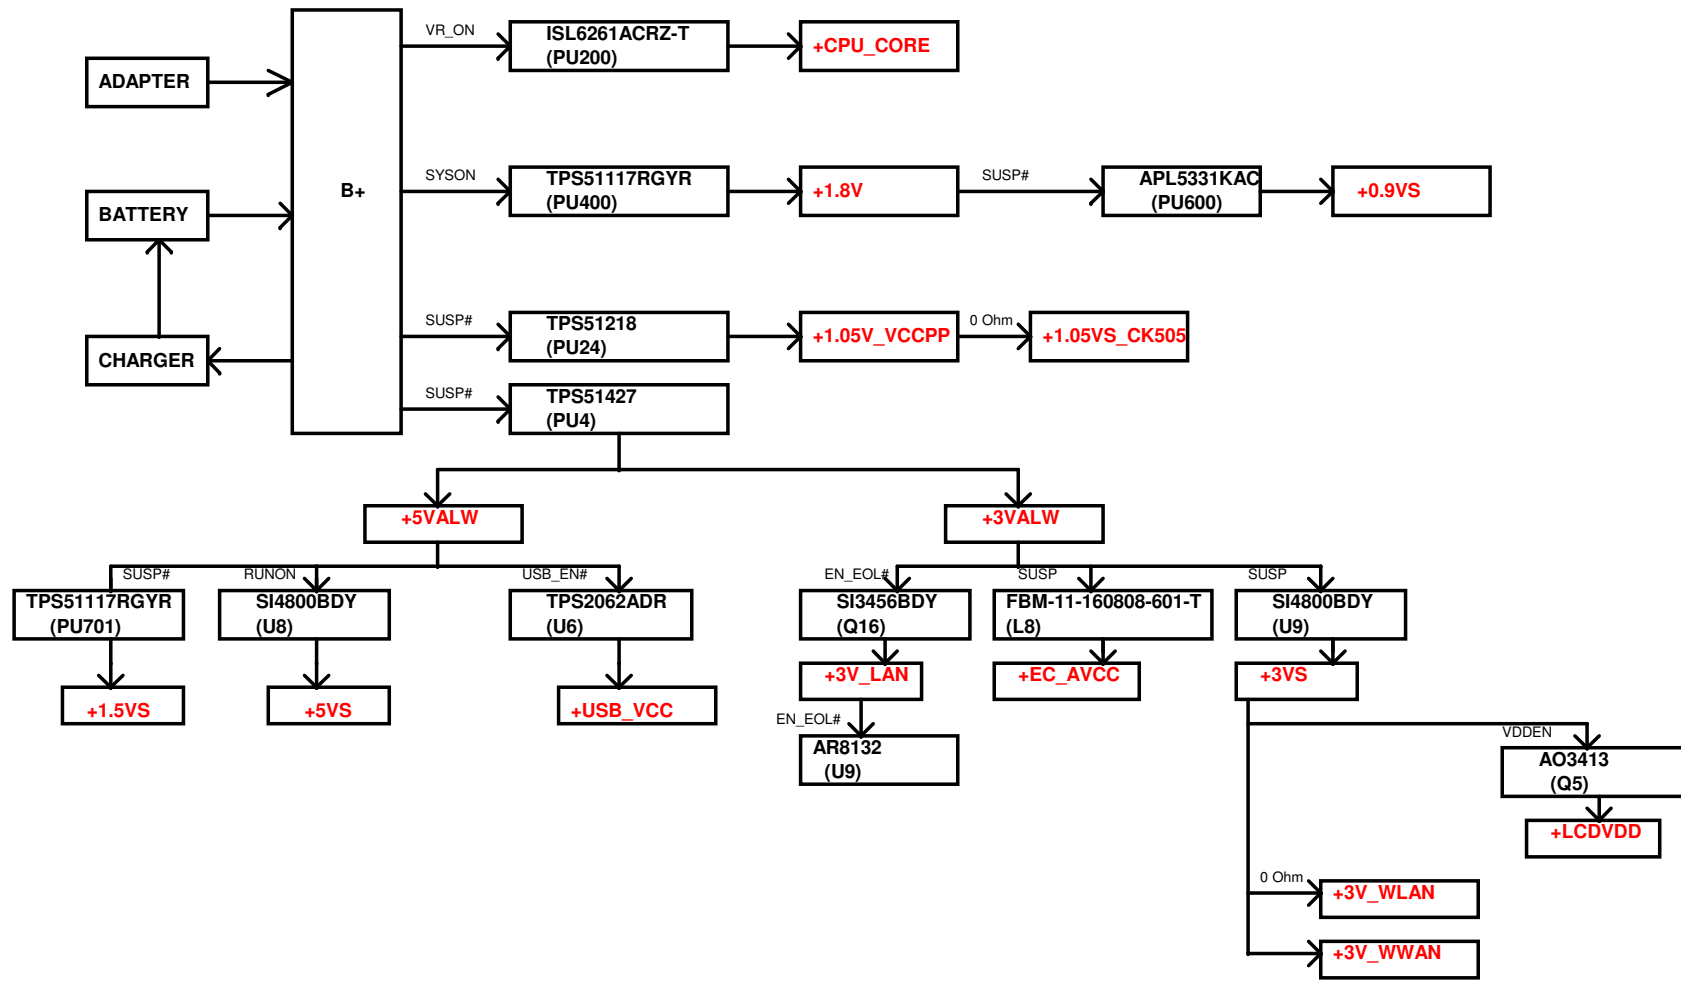 VR_ON
ISL6261ACRZ-T
(PU200)
+CPU_CORE
ADAPTER
B+
SYSON
TPS51117RGYR
(PU400)
+1.8V
SUSP#
APL5331KAC
(PU600)
+0.9VS
BATTERY
SUSP#
TPS51218
(PU24)
+1.05V_VCCPP
0 Ohm
+1.05VS_CK505
CHARGER
SUSP#
TPS51427
(PU4)
+5VALW
+3VALW
SUSP#
RUNON
USB_EN#
EN_EOL#
SUSP
SUSP
TPS51117RGYR
(PU701)
SI4800BDY
(U8)
TPS2062ADR
(U6)
SI3456BDY
(Q16)
FBM-11-160808-601-T
(L8)
SI4800BDY
(U9)
+1.5VS
+5VS
+USB_VCC
+3V_LAN
+EC_AVCC
+3VS
EN_EOL#
AR8132
(U9)
VDDEN
AO3413
(Q5)
+LCDVDD
0 Ohm
+3V_WLAN
+3V_WWAN